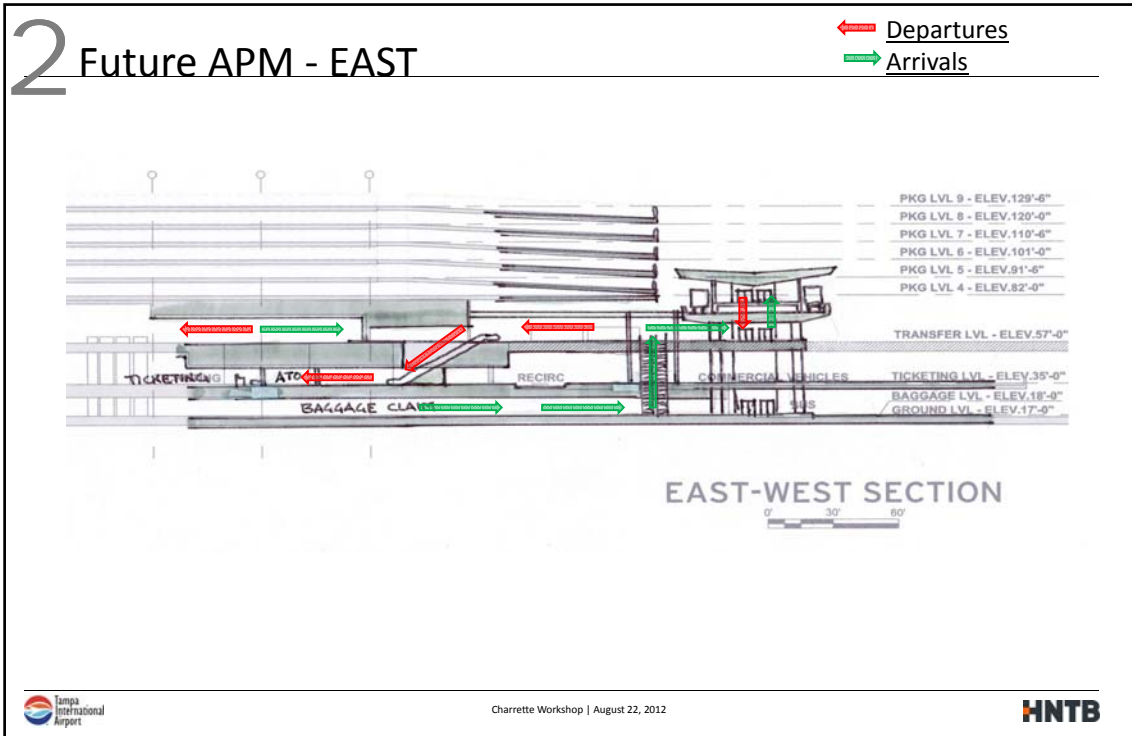 2 Future APM - EAST
Departures
Arrivals
PKG LVL 9 - ELEV.129'-6"
PKG LVL 8 - ELEV.120'-0"
PKG LVL 7 - ELEV.110'-6"
PKG LVL 6 - ELEV.101'-0"
PKG LVL 5 - ELEV.91'-6"
PKG LVL 4 - ELEV.82'-0"
TRANSFER LVL - ELEV.57'-0"
TICKETING ATO RECIRC COMMERCIAL VEHICLES TICKETING LVL - ELEV.35'-0"
BAGGAGE LVL - ELEV.18'-0"
BAGGAGE CLAIM GROUND LVL - ELEV.17'-0"
EAST-WEST SECTION
0' 30' 60'
Tampa
International
Airport
Charrette Workshop | August 22, 2012
HNTB